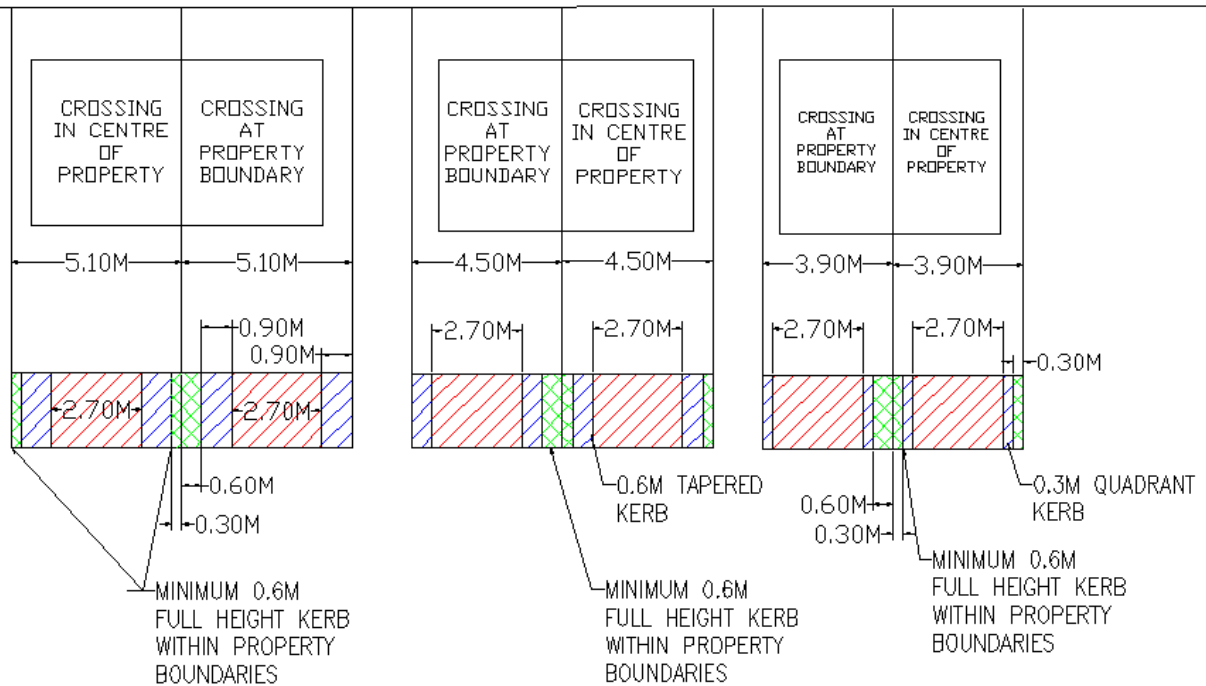 CROSSING
IN CENTRE
OF
PROPERTY
CROSSING
AT
PROPERTY
BOUNDARY
CROSSING
AT
PROPERTY
BOUNDARY
CROSSING
IN CENTRE
OF
PROPERTY
CROSSING
AT
PROPERTY
BOUNDARY
CROSSING
IN CENTRE
OF
PROPERTY
5.10M
5.10M
4.50M
4.50M
3.90M
3.90M
0.90M
0.90M
2.70M
2.70M
2.70M
2.70M
0.30M
2.70M
2.70M
0.60M
0.30M
0.6M TAPERED
KERB
0.60M
0.30M
0.3M QUADRANT
KERB
MINIMUM 0.6M
FULL HEIGHT KERB
WITHIN PROPERTY
BOUNDARIES
MINIMUM 0.6M
FULL HEIGHT KERB
WITHIN PROPERTY
BOUNDARIES
MINIMUM 0.6M
FULL HEIGHT KERB
WITHIN PROPERTY
BOUNDARIES